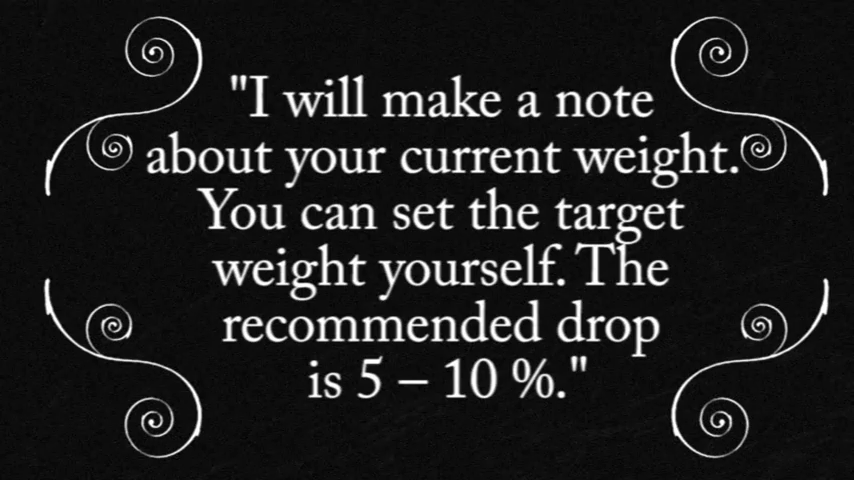 "I will make a note
about your current weight.
You can set the target
weight yourself. The
recommended drop
is 5 – 10 %."